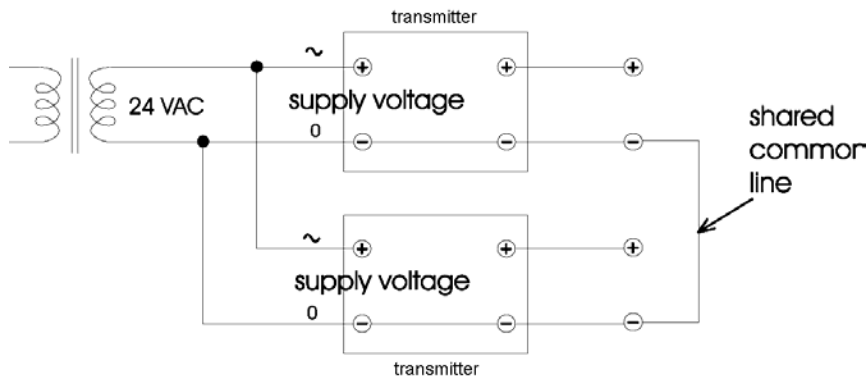 transmitter
~
+
+
+
24 VAC
supply voltage
0
−
−
−
shared
common
line
~
+
+
+
supply voltage
0
−
−
−
transmitter